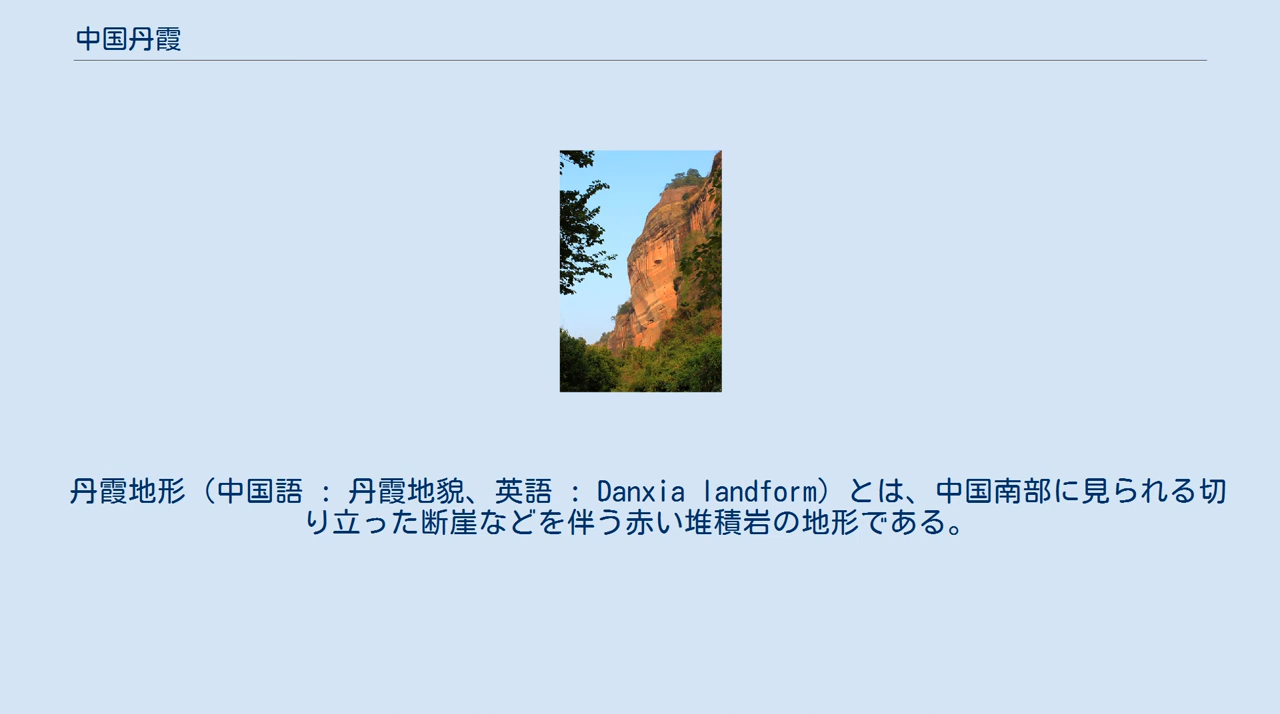 中国丹霞
丹霞地形（中国語 : 丹霞地貌、英語 : Danxia landform）とは、中国南部に見られる切
り立った断崖などを伴う赤い堆積岩の地形である。